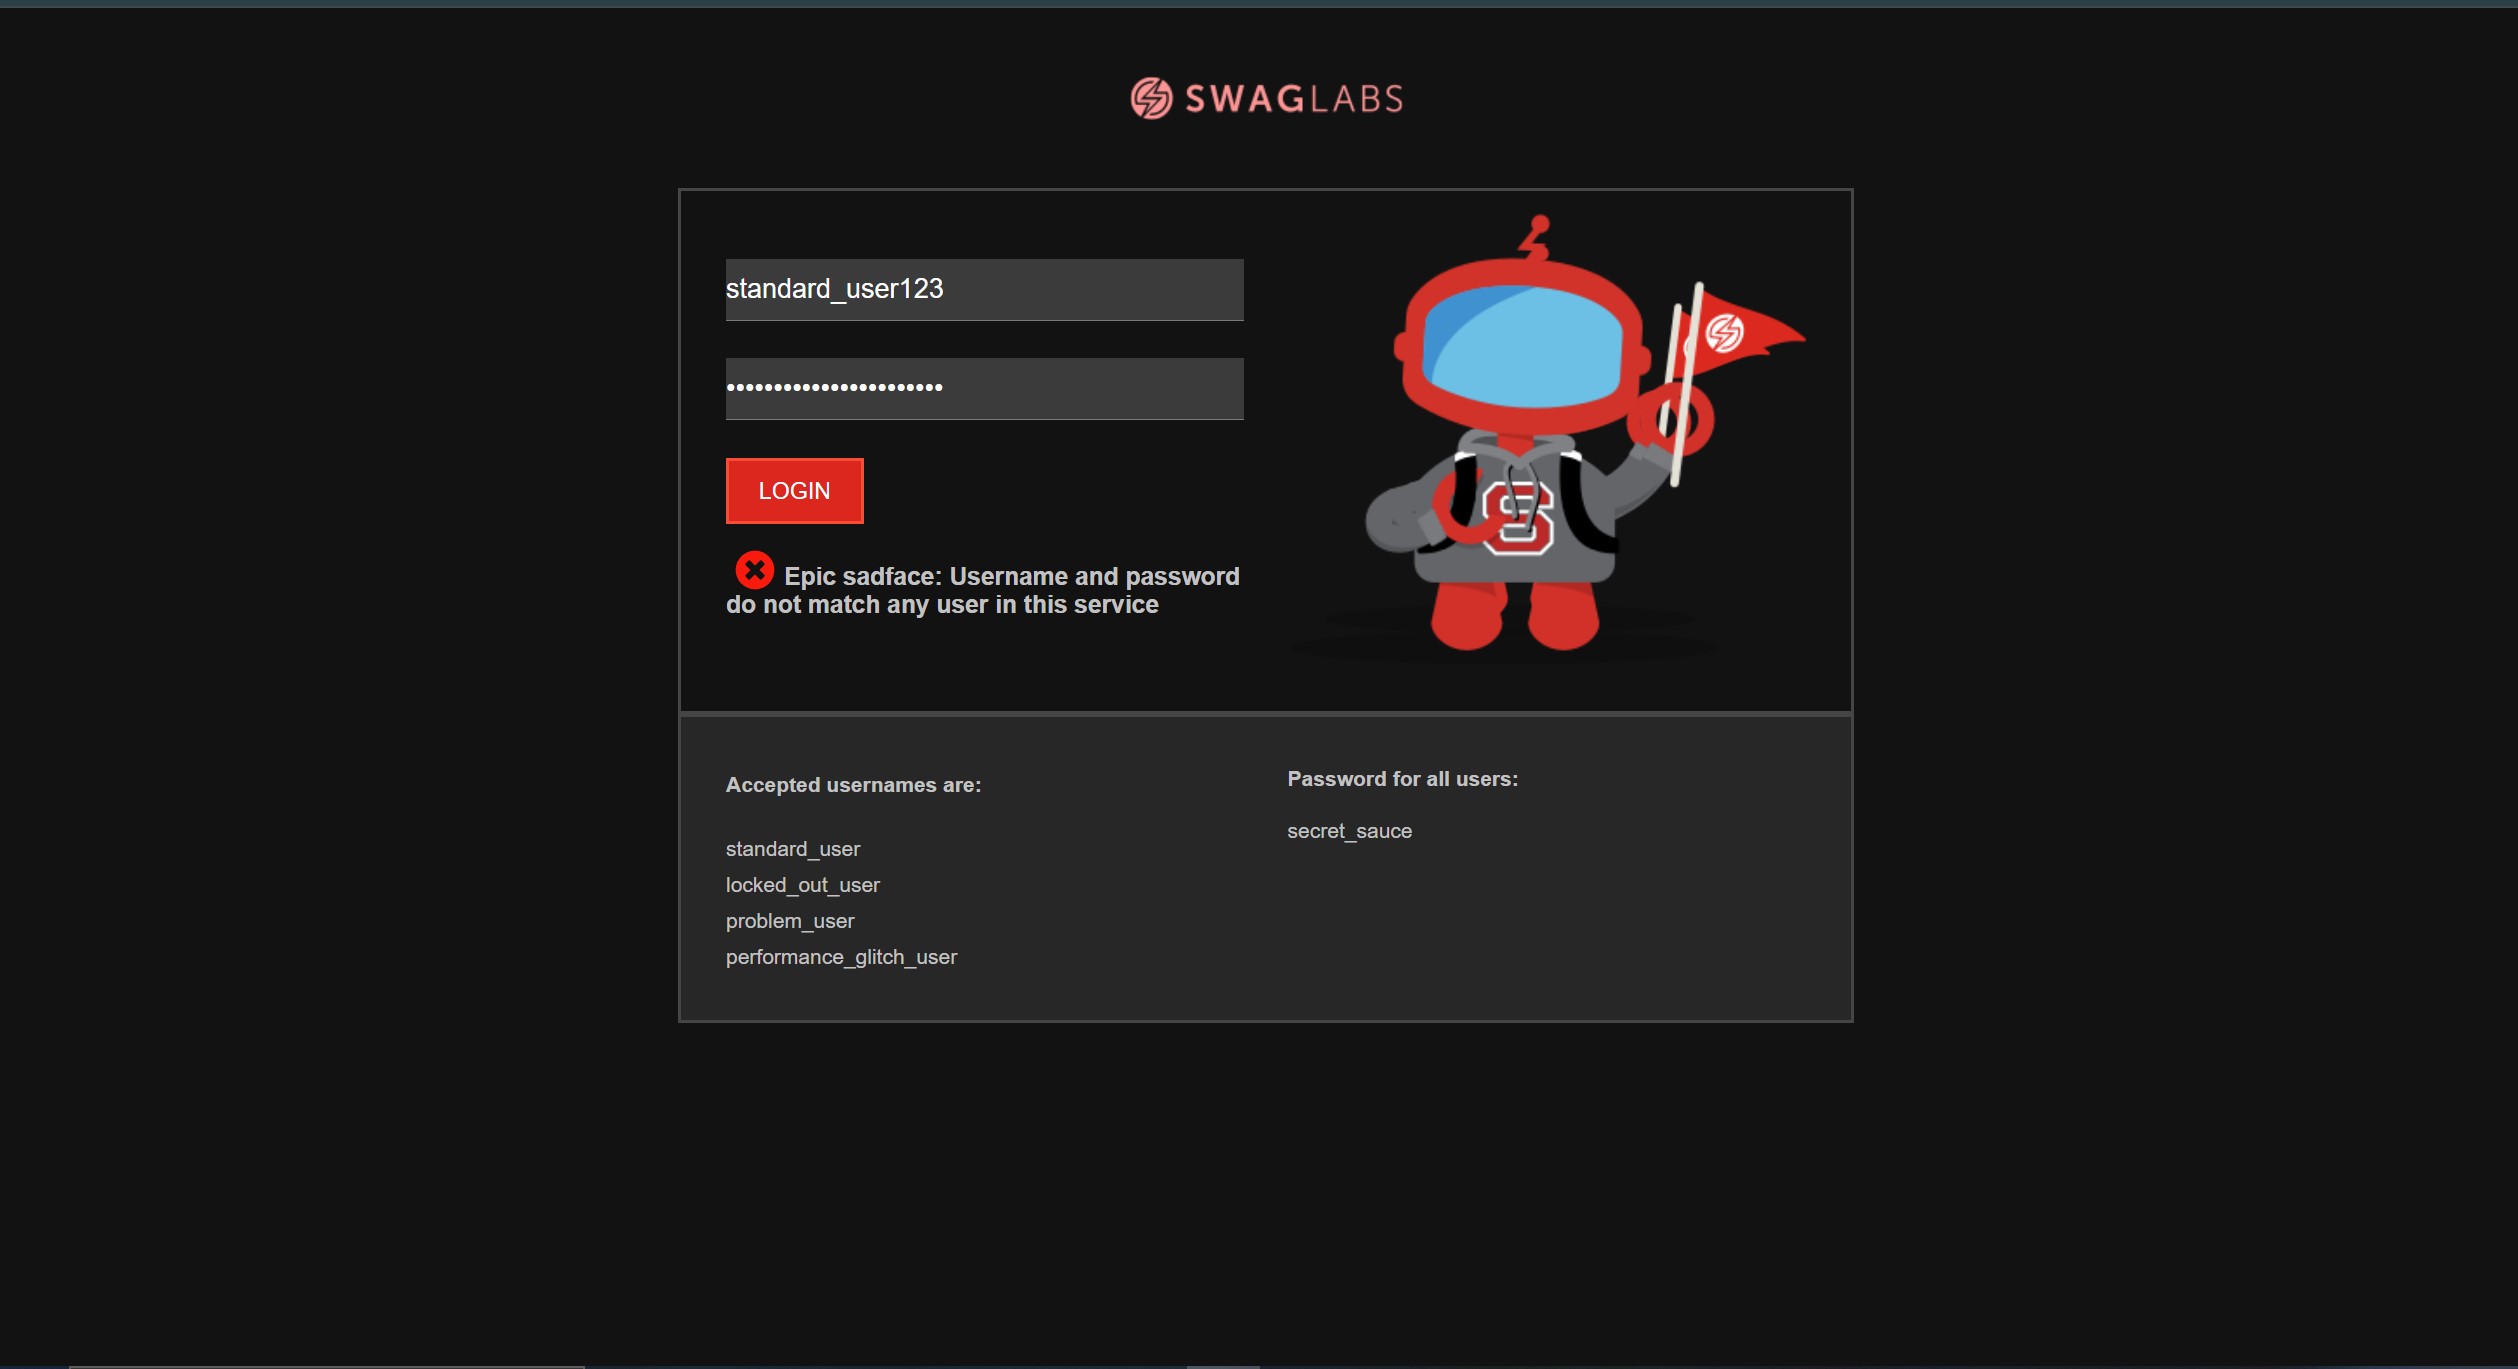 SWAGLABS
standard_user123
•••••••••••••••••••••••
LOGIN
Epic sadface: Username and password
do not match any user in this service
S
Accepted usernames are:
standard_user
locked_out_user
problem_user
performance_glitch_user
Password for all users:
secret_sauce